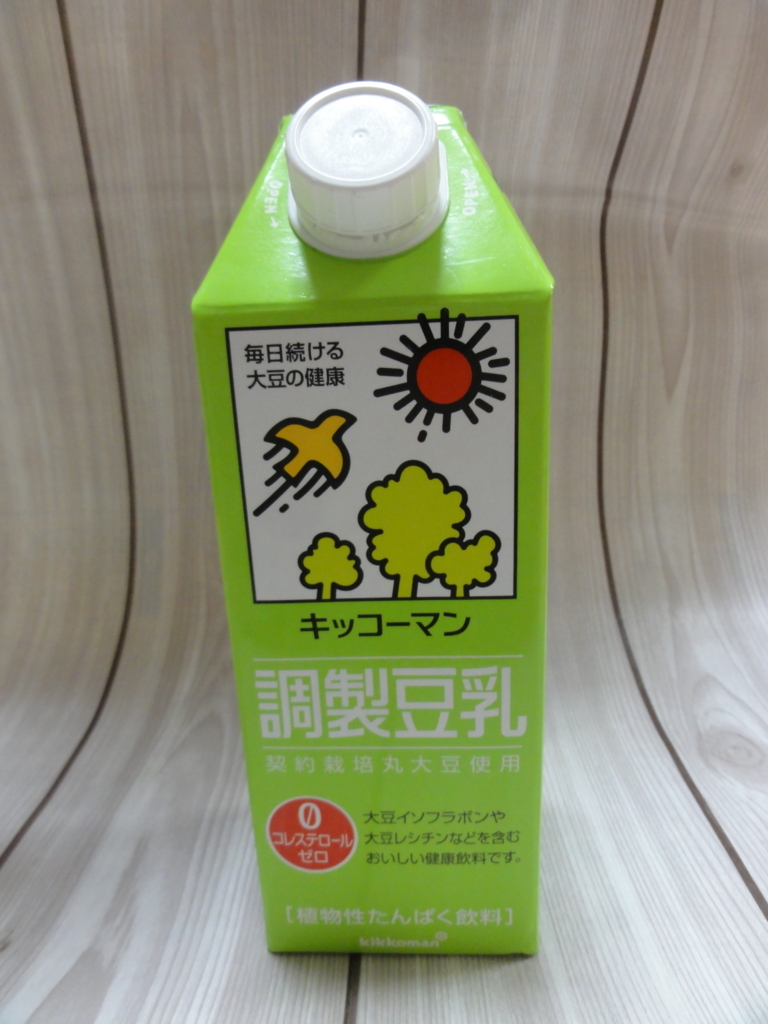 OPEN
OPEN
毎日続ける
大豆の健康
キッコーマン
調製豆乳
契約栽培丸大豆使用
0
コレステロール
ゼロ
大豆イソフラボンや
大豆レシチンなどを含む
おいしい健康飲料です。
［植物性たんぱく飲料］
kikkoman